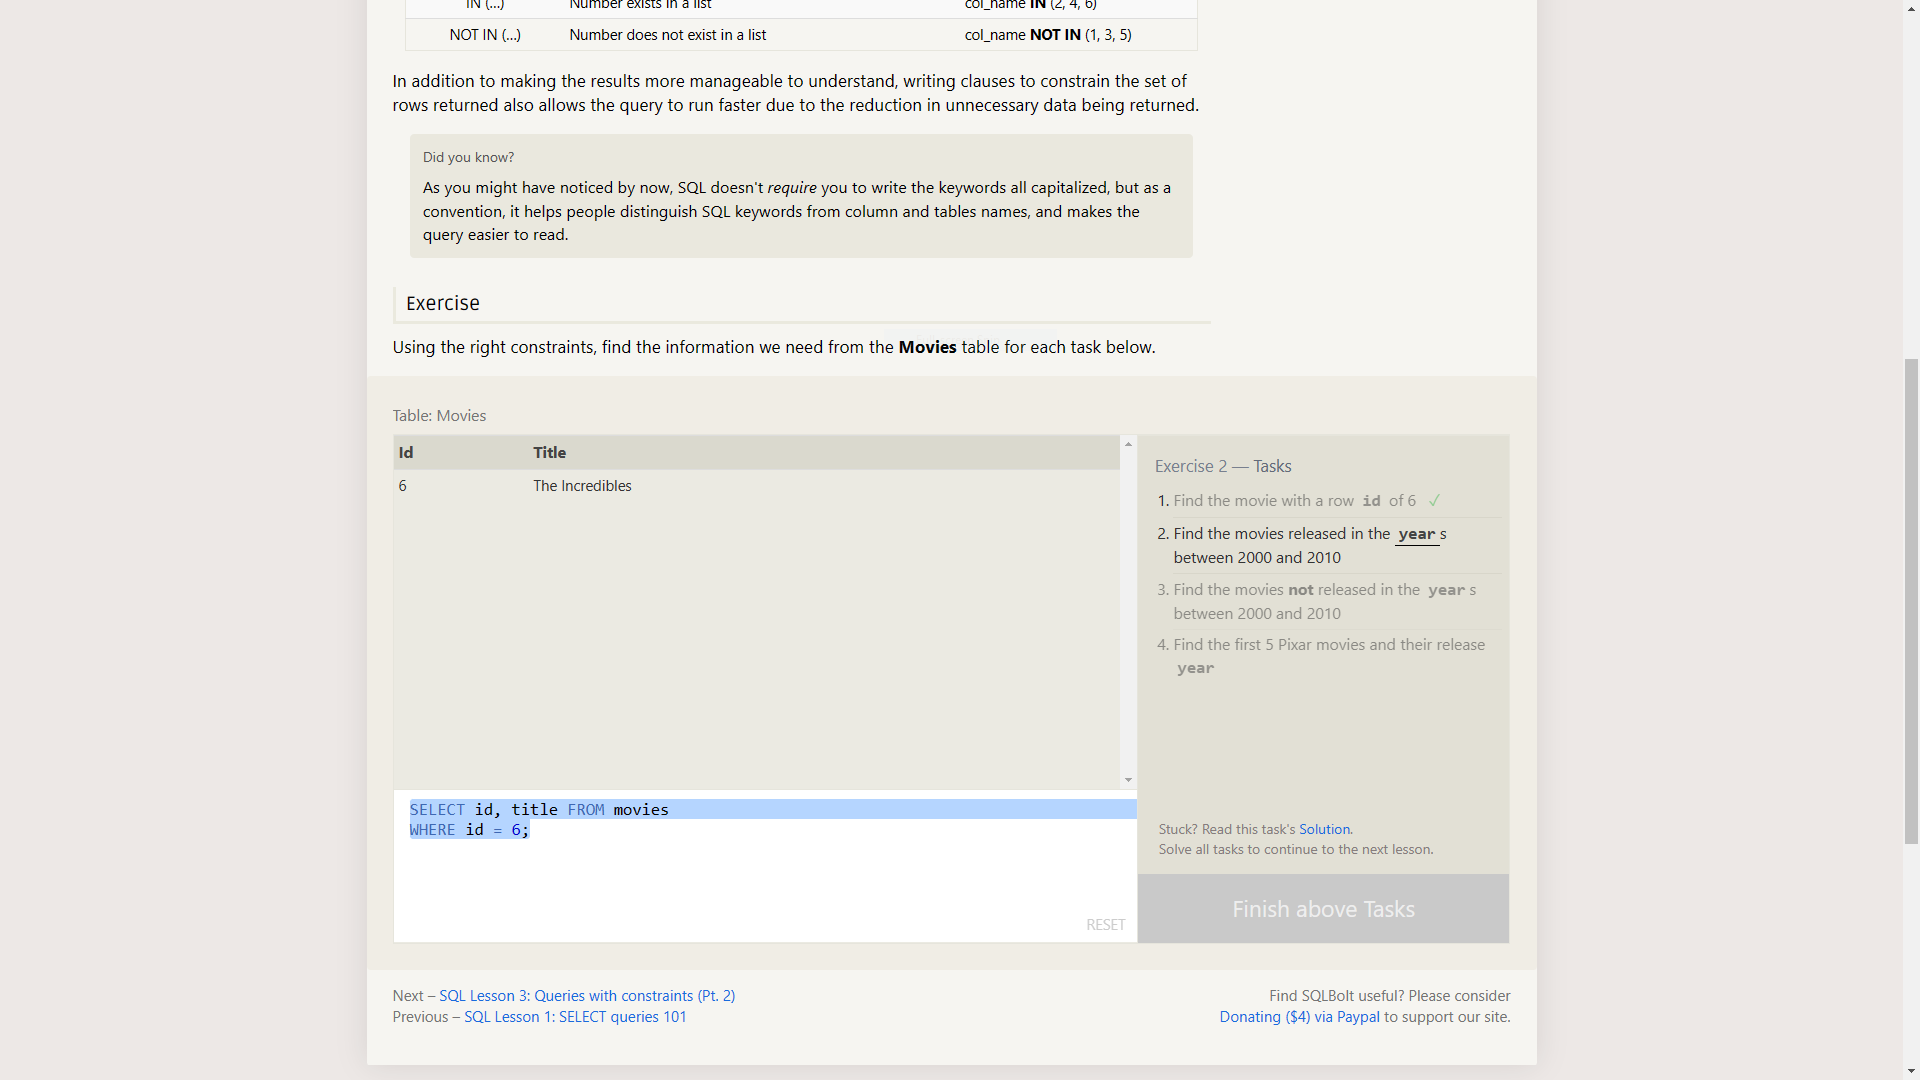 IN (...) Number exists in a list col_name IN (2, 4, 6)
NOT IN (...) Number does not exist in a list col_name NOT IN (1, 3, 5)
In addition to making the results more manageable to understand, writing clauses to constrain the set of
rows returned also allows the query to run faster due to the reduction in unnecessary data being returned.
Did you know?
As you might have noticed by now, SQL doesn't require you to write the keywords all capitalized, but as a
convention, it helps people distinguish SQL keywords from column and tables names, and makes the
query easier to read.
Exercise
Using the right constraints, find the information we need from the Movies table for each task below.
Table: Movies
Id Title
6 The Incredibles
SELECT id, title FROM movies
WHERE id = 6;
RESET
Exercise 2 — Tasks
1. Find the movie with a row id of 6 ✓
2. Find the movies released in the year s
between 2000 and 2010
3. Find the movies not released in the year s
between 2000 and 2010
4. Find the first 5 Pixar movies and their release
year
Stuck? Read this task's Solution.
Solve all tasks to continue to the next lesson.
Finish above Tasks
Next – SQL Lesson 3: Queries with constraints (Pt. 2)
Previous – SQL Lesson 1: SELECT queries 101
Find SQLBolt useful? Please consider
Donating ($4) via Paypal to support our site.